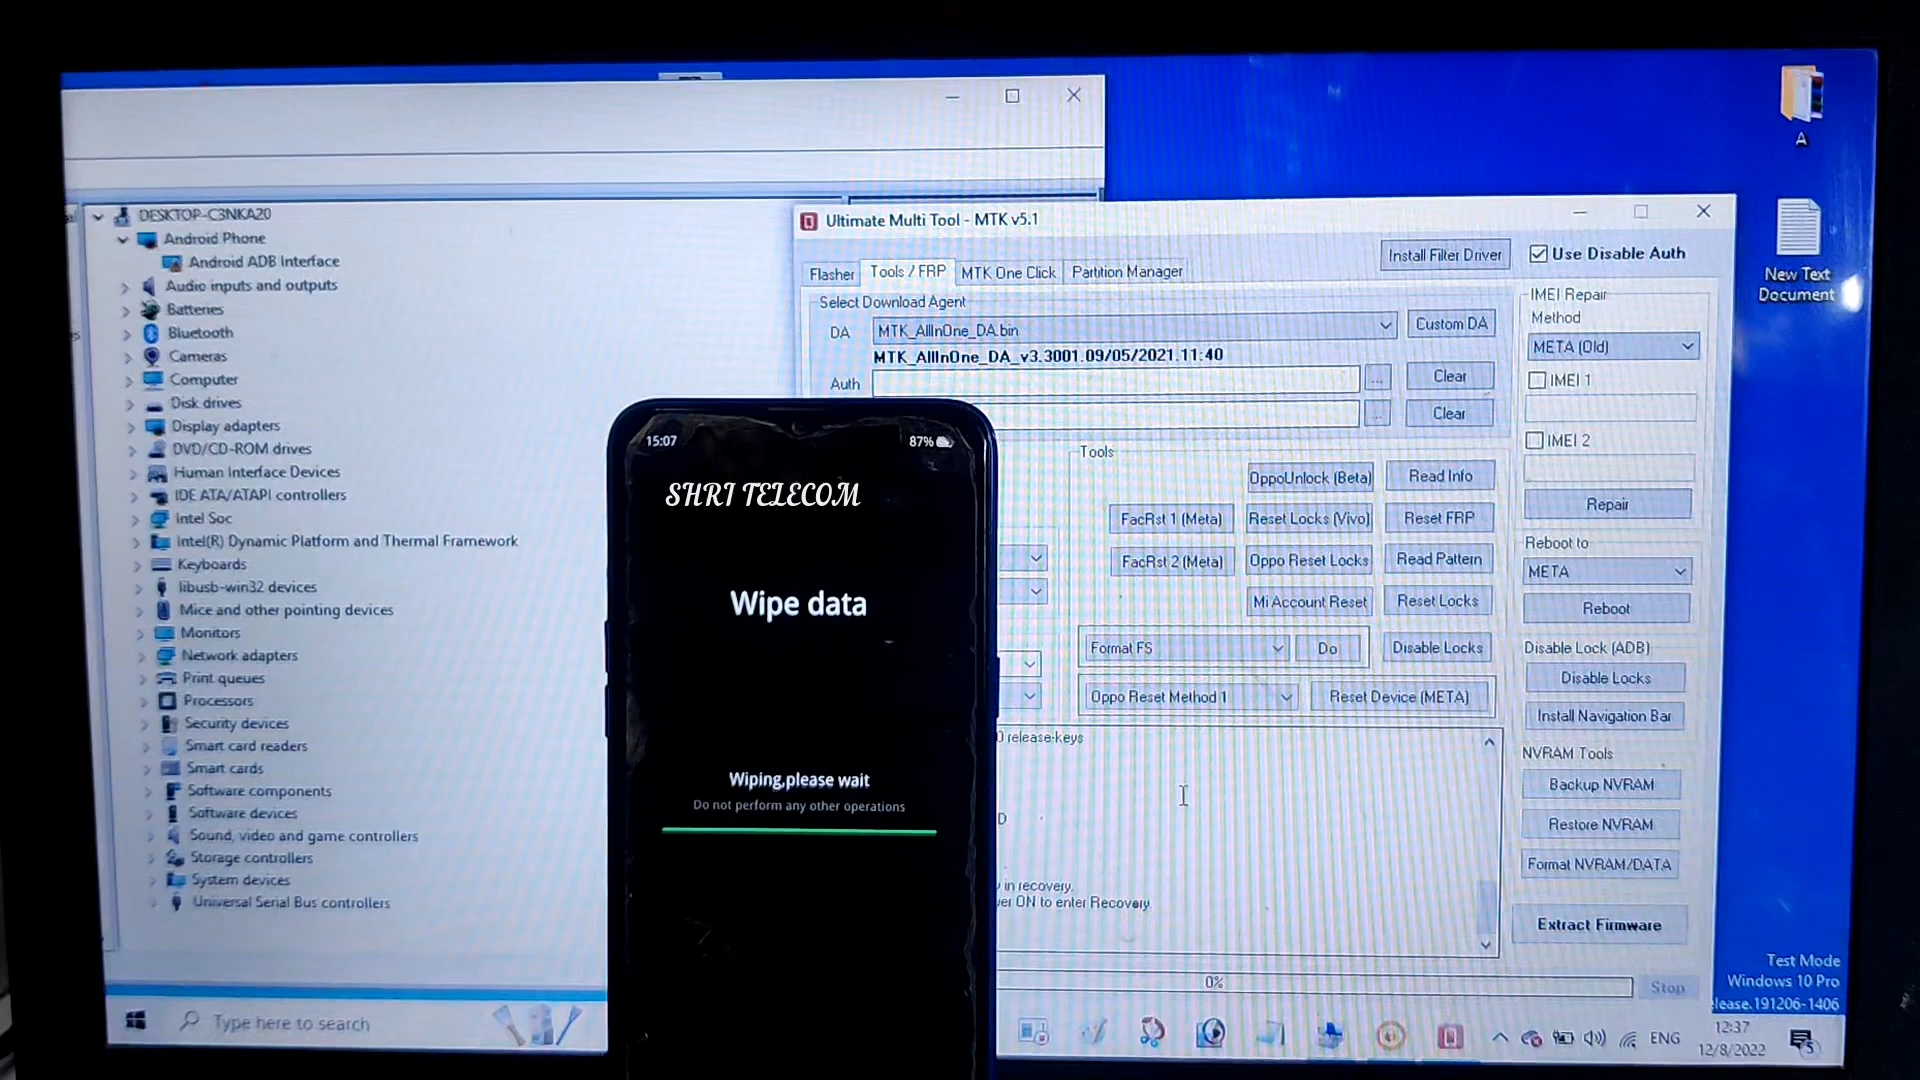 DESKTOP-C3NKA20
Android Phone
Android ADB Interface
Audio inputs and outputs
Batteries
Bluetooth
Cameras
Computer
Disk drives
Display adapters
DVD/CD-ROM drives
Human Interface Devices
IDE ATA/ATAPI controllers
Intel Soc
Intel(R) Dynamic Platform and Thermal Framework
Keyboards
libusb-win32 devices
Mice and other pointing devices
Monitors
Network adapters
Print queues
Processors
Security devices
Smart card readers
Smart cards
Software components
Software devices
Sound, video and game controllers
Storage controllers
System devices
Universal Serial Bus controllers
Type here to search
15:07 87%
SHRI TELECOM
Wipe data
Wiping,please wait
Do not perform any other operations
Ultimate Multi Tool - MTK v5.1
Install Filter Driver Use Disable Auth
Flasher Tools / FRP MTK One Click Partition Manager
Select Download Agent
DA MTK_AllInOne_DA.bin Custom DA
MTK_AllInOne_DA_v3.3001.09/05/2021.11:40
Auth ... Clear
... Clear
Tools
OppoUnlock (Beta) Read Info
FacRst 1 (Meta) Reset Locks (Vivo) Reset FRP
FacRst 2 (Meta) Oppo Reset Locks Read Pattern
Mi Account Reset Reset Locks
Format FS Do Disable Locks
Oppo Reset Method 1 Reset Device (META)
release-keys
in recovery.
ON to enter Recovery.
0%
Stop
IMEI Repair
Method
META (Old)
IMEI 1
IMEI 2
Repair
Reboot to
META
Reboot
Disable Lock (ADB)
Disable Locks
Install Navigation Bar
NVRAM Tools
Backup NVRAM
Restore NVRAM
Format NVRAM/DATA
Extract Firmware
A
New Text
Document
Test Mode
Windows 10 Pro
lease.191206-1406
ENG
12:37
12/8/2022
5